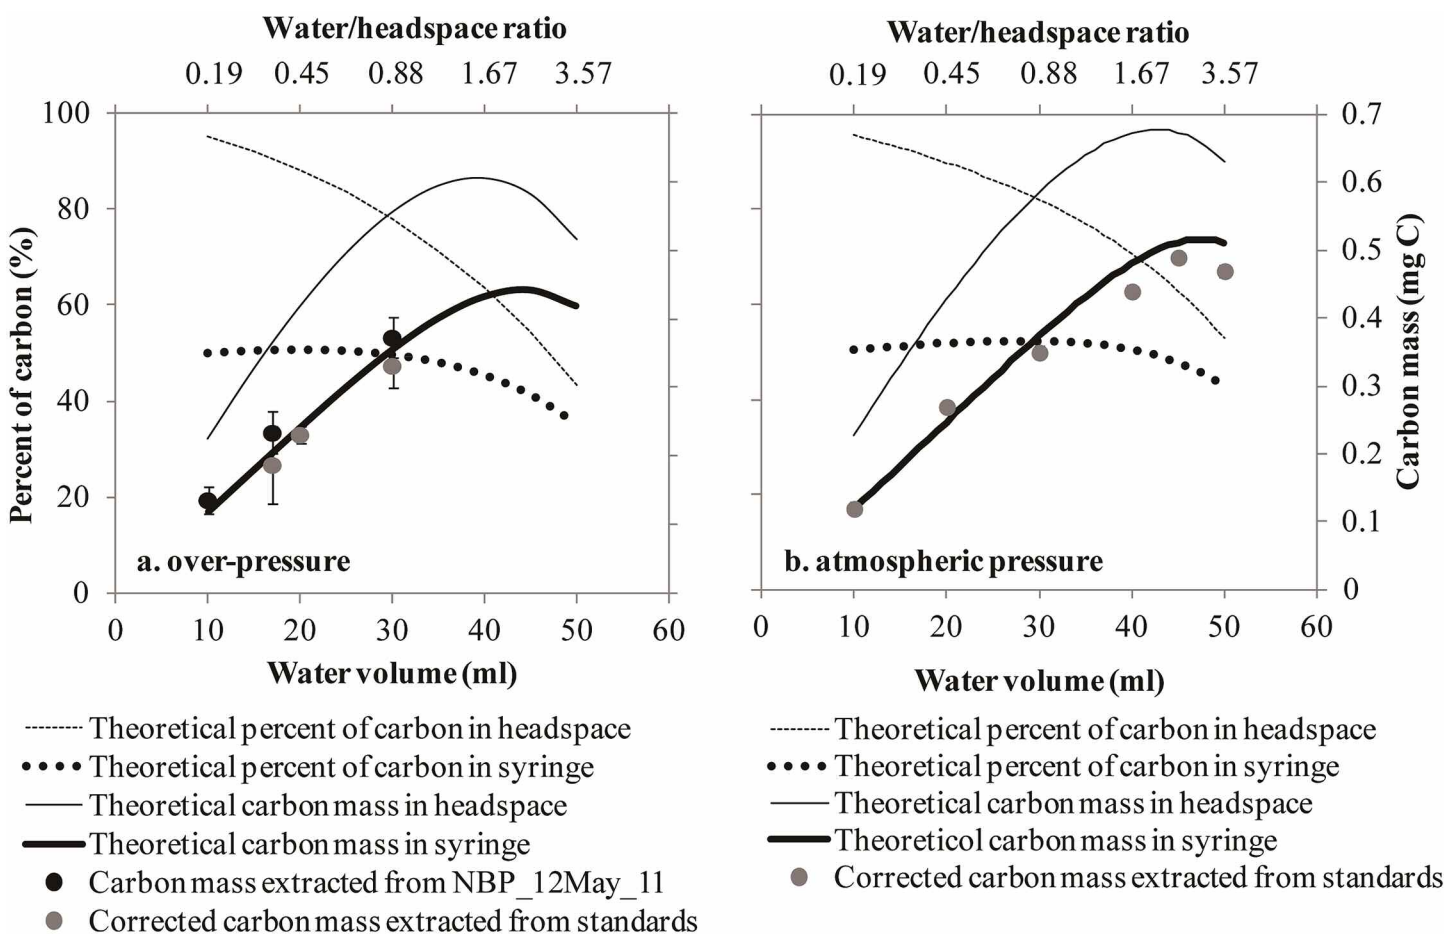 Water/headspace ratio
0.19 0.45 0.88 1.67 3.57
100
80
60
40
20
0
Percent of carbon (%)
a. over-pressure
0 10 20 30 40 50 60
Water volume (ml)
Theoretical percent of carbon in headspace
Theoretical percent of carbon in syringe
Theoretical carbon mass in headspace
Theoretical carbon mass in syringe
Carbon mass extracted from NBP_12May_11
Corrected carbon mass extracted from standards
Water/headspace ratio
0.19 0.45 0.88 1.67 3.57
0.7
0.6
0.5
0.4
0.3
0.2
0.1
0
Carbon mass (mg C)
b. atmospheric pressure
0 10 20 30 40 50 60
Water volume (ml)
Theoretical percent of carbon in headspace
Theoretical percent of carbon in syringe
Theoretical carbon mass in headspace
Theoreticol carbon mass in syringe
Corrected carbon mass extracted from standards